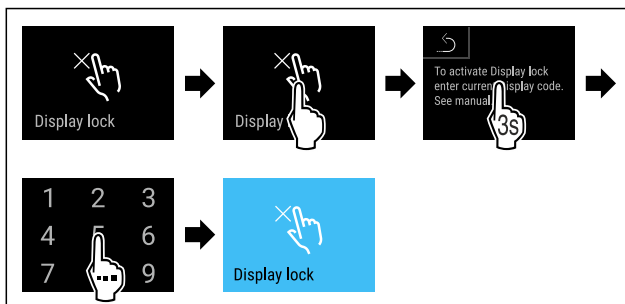 Display lock
Display
To activate Display lock
enter current display code.
See manual.
3s
1 2 3
4 5 6
7 9
Display lock